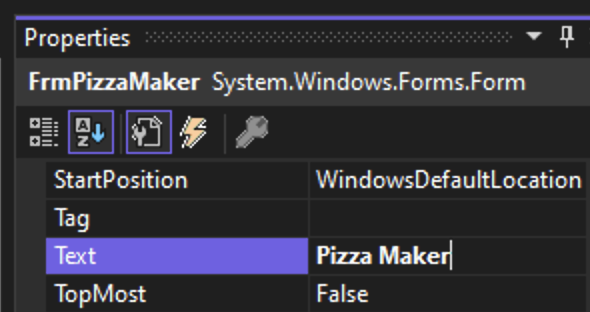 Properties
FrmPizzaMaker System.Windows.Forms.Form
StartPosition WindowsDefaultLocation
Tag
Text Pizza Maker
TopMost False